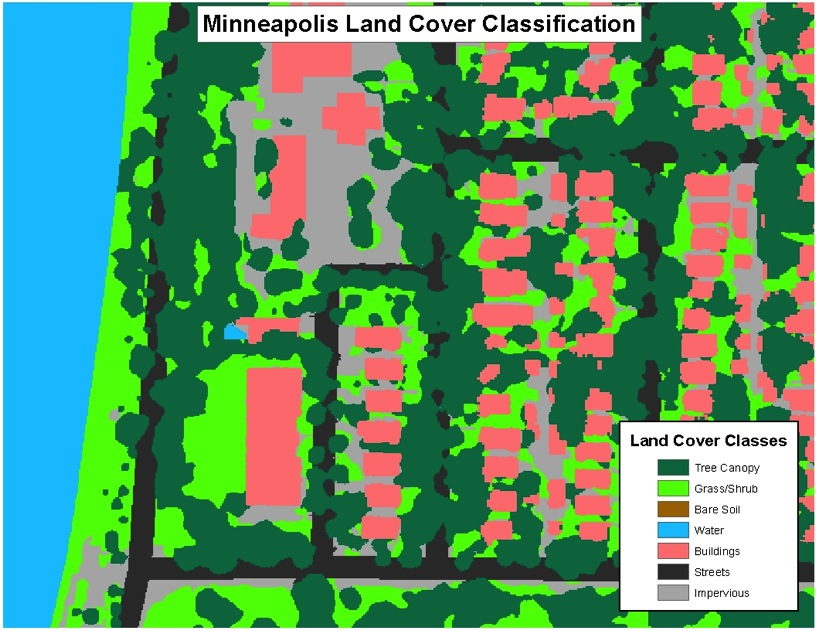 Minneapolis Land Cover Classification
Land Cover Classes
Tree Canopy
Grass/Shrub
Bare Soil
Water
Buildings
Streets
Impervious